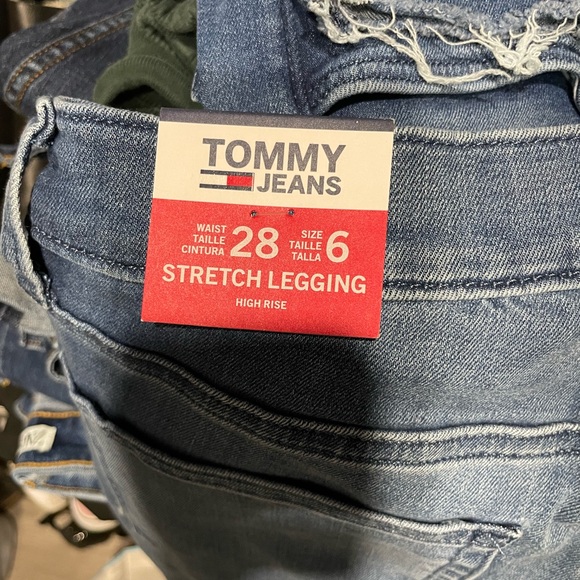 TOMMY
JEANS
WAIST
TAILLE
CINTURA
28
SIZE
TAILLE
TALLA
6
STRETCH LEGGING
HIGH RISE